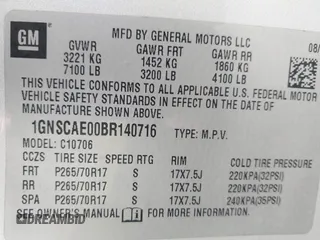 GM
MFD BY GENERAL MOTORS LLC
08/
GVWR GAWR FRT GAWR RR
3221 KG 1452 KG 1860 KG
7100 LB 3200 LB 4100 LB
THIS VEHICLE CONFORMS TO ALL APPLICABLE U.S. FEDERAL MOTOR
VEHICLE SAFETY STANDARDS IN EFFECT ON THE DATE OF
MANUFACTURE SHOWN ABOVE.
1GNSCAE00BR140716 TYPE: M.P.V.
MODEL: C10706
CCZS TIRE SIZE SPEED RTG RIM
FRT P265/70R17 S 17X7.5J 220KPA(32PSI)
RR P265/70R17 S 17X7.5J 220KPA(32PSI)
SPA P265/70R17 S 17X7.5J 240KPA(35PSI)
SEE OWNER'S MANUAL FOR ADDITIONAL INFORMATION.
DRIDEBID